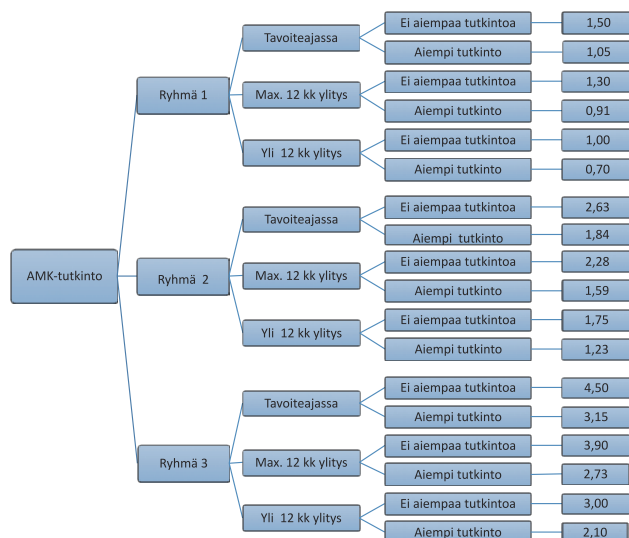 AMK-tutkinto
Ryhmä 1
Tavoiteajassa
Ei aiempaa tutkintoa
1,50
Aiempi tutkinto
1,05
Max. 12 kk ylitys
Ei aiempaa tutkintoa
1,30
Aiempi tutkinto
0,91
Yli 12 kk ylitys
Ei aiempaa tutkintoa
1,00
Aiempi tutkinto
0,70
Ryhmä 2
Tavoiteajassa
Ei aiempaa tutkintoa
2,63
Aiempi tutkinto
1,84
Max. 12 kk ylitys
Ei aiempaa tutkintoa
2,28
Aiempi tutkinto
1,59
Yli 12 kk ylitys
Ei aiempaa tutkintoa
1,75
Aiempi tutkinto
1,23
Ryhmä 3
Tavoiteajassa
Ei aiempaa tutkintoa
4,50
Aiempi tutkinto
3,15
Max. 12 kk ylitys
Ei aiempaa tutkintoa
3,90
Aiempi tutkinto
2,73
Yli 12 kk ylitys
Ei aiempaa tutkintoa
3,00
Aiempi tutkinto
2,10